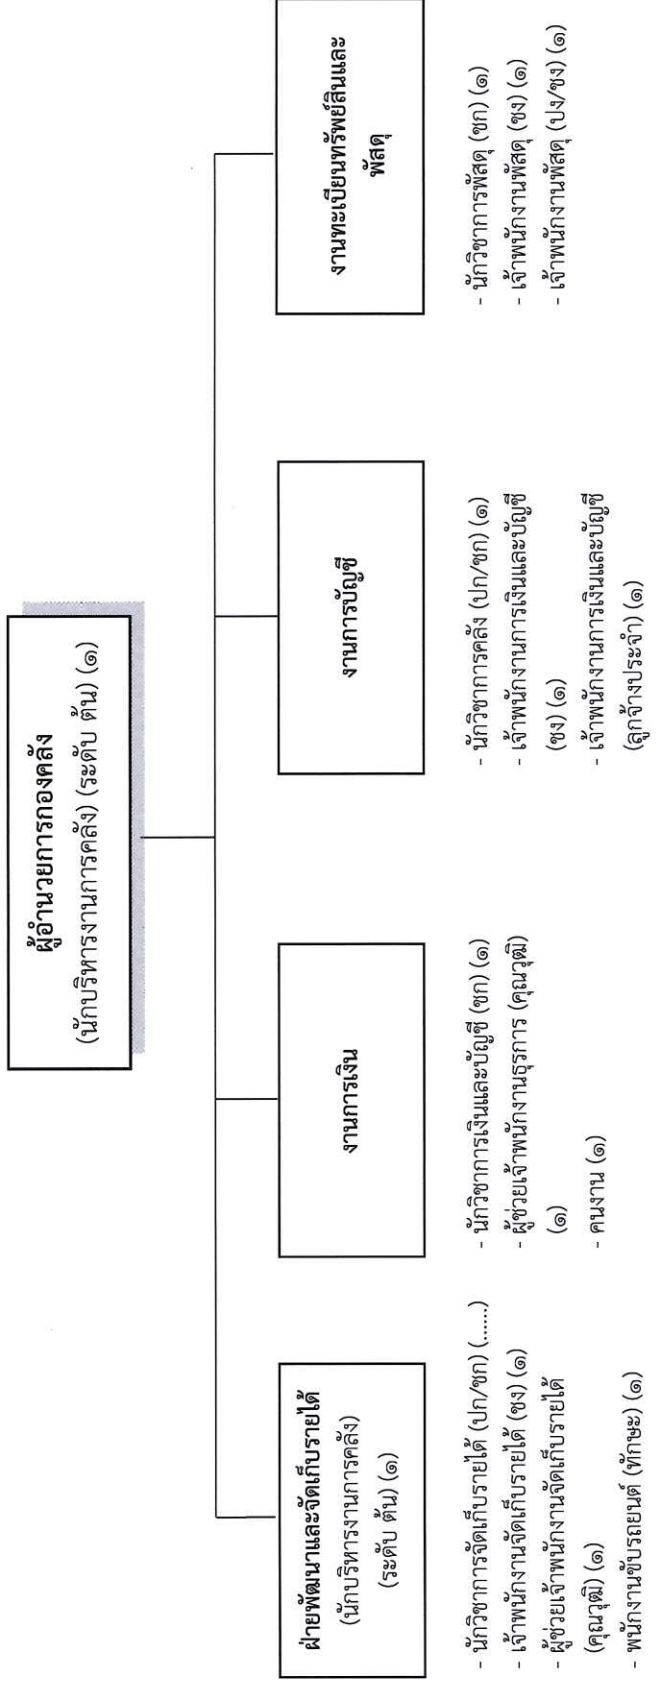 ผู้อำนวยการกองคลัง
(นักบริหารงานการคลัง) (ระดับ ต้น) (๑)
ฝ่ายพัฒนาและจัดเก็บรายได้
(นักบริหารงานการคลัง)
(ระดับ ต้น) (๑)
- นักวิชาการจัดเก็บรายได้ (ปก/ชก) (......)
- เจ้าพนักงานจัดเก็บรายได้ (ชง) (๑)
- ผู้ช่วยเจ้าพนักงานจัดเก็บรายได้
(คุณวุฒิ) (๑)
- พนักงานขับรถยนต์ (ทักษะ) (๑)
งานการเงิน
- นักวิชาการเงินและบัญชี (ชก) (๑)
- ผู้ช่วยเจ้าพนักงานธุรการ (คุณวุฒิ)
(๑)
- คนงาน (๑)
งานการบัญชี
- นักวิชาการคลัง (ปก/ชก) (๑)
- เจ้าพนักงานการเงินและบัญชี
(ชง) (๑)
- เจ้าพนักงานการเงินและบัญชี
(ลูกจ้างประจำ) (๑)
งานทะเบียนทรัพย์สินและ
พัสดุ
- นักวิชาการพัสดุ (ชก) (๑)
- เจ้าพนักงานพัสดุ (ชง) (๑)
- เจ้าพนักงานพัสดุ (ปง/ชง) (๑)